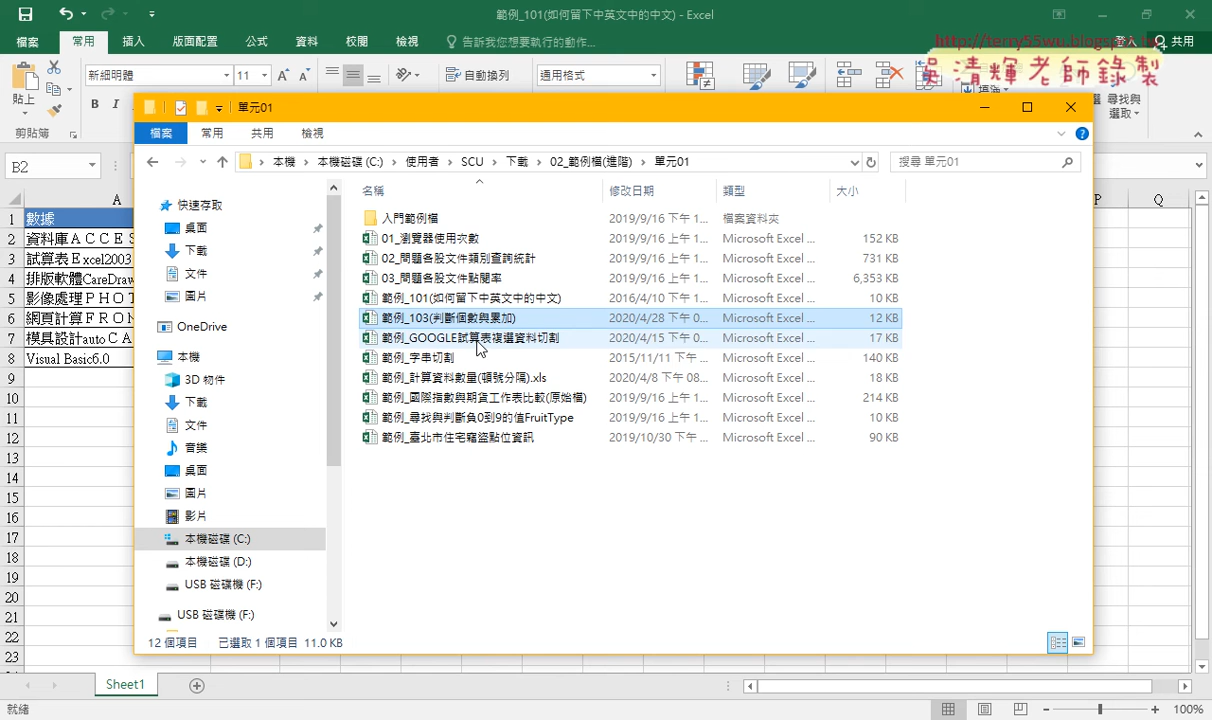 範例_101(如何留下中英文中的中文) - Excel
檔案 常用 插入 版面配置 公式 資料 校閱 檢視 告訴我您想要執行的動作... 登入 共用
http://terry55wu.blogspot.tw
吳清輝老師錄製
新細明體 11 自動換列 通用格式
貼上 B I 尋找與
選取
剪貼簿
單元01
檔案 常用 共用 檢視
B2
本機 > 本機磁碟 (C:) > 使用者 > SCU > 下載 > 02_範例檔(進階) > 單元01
搜尋 單元01
名稱 修改日期 類型 大小
入門範例檔 2019/9/16 下午 1... 檔案資料夾
01_瀏覽器使用次數 2019/9/16 上午 1... Microsoft Excel ... 152 KB
02_問題各股文件類別查詢統計 2019/9/16 上午 1... Microsoft Excel ... 731 KB
03_問題各股文件點閱率 2019/9/16 上午 1... Microsoft Excel ... 6,353 KB
範例_101(如何留下中英文中的中文) 2016/4/10 下午 1... Microsoft Excel ... 10 KB
範例_103(判斷個數與累加) 2020/4/28 下午 0... Microsoft Excel ... 12 KB
範例_GOOGLE試算表複選資料切割 2020/4/15 下午 0... Microsoft Excel ... 17 KB
範例_字串切割 2015/11/11 下午... Microsoft Excel ... 140 KB
範例_計算資料數量(頓號分隔).xls 2020/4/8 下午 08... Microsoft Excel ... 18 KB
範例_國際指數與期貨工作表比較(原始檔) 2019/9/16 上午 1... Microsoft Excel ... 214 KB
範例_尋找與判斷負0到9的值FruitType 2019/9/16 上午 1... Microsoft Excel ... 10 KB
範例_臺北市住宅竊盜點位資訊 2019/10/30 下午 ... Microsoft Excel ... 90 KB
快速存取
桌面
下載
文件
圖片
OneDrive
本機
3D 物件
下載
文件
音樂
桌面
圖片
影片
本機磁碟 (C:)
本機磁碟 (D:)
USB 磁碟機 (F:)
USB 磁碟機 (F:)
12 個項目 已選取 1 個項目 11.0 KB
A P Q
1 數據
2 資料庫ＡＣＣＥＳ
3 試算表Ｅxcel2003
4 排版軟體CareDraw
5 影像處理ＰＨＯＴ
6 網頁計算ＦＲＯＮ
7 模具設計autoＣＡ
8 Visual Basic6.0
9
10
11
12
13
14
15
16
17
18
19
20
21
22
23
Sheet1
就緒 100%